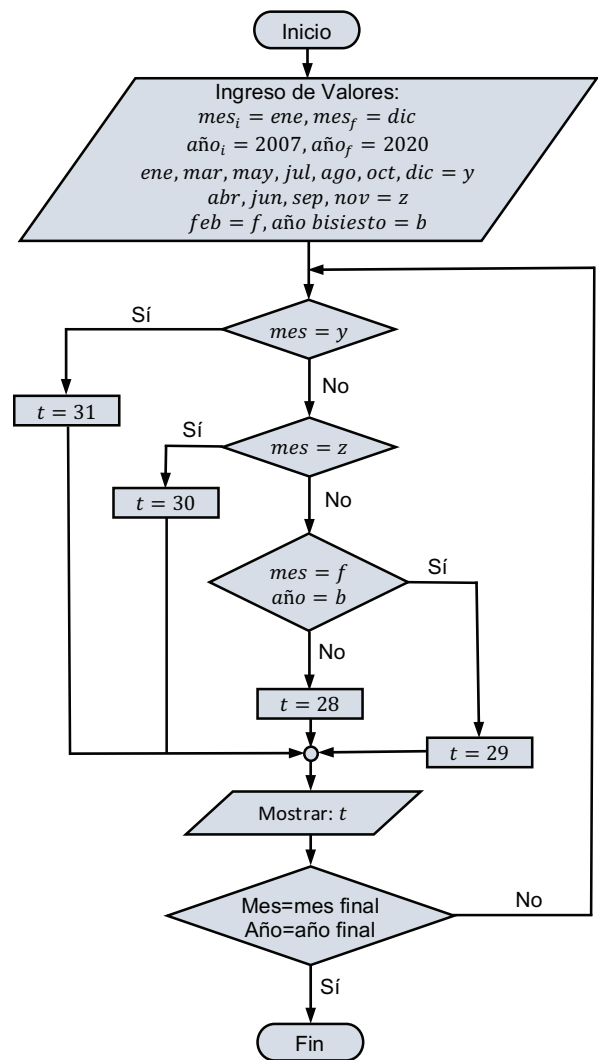 Inicio
Ingreso de Valores:
mes_i = ene, mes_f = dic
año_i = 2007, año_f = 2020
ene, mar, may, jul, ago, oct, dic = y
abr, jun, sep, nov = z
feb = f, año bisiesto = b
Sí
mes = y
No
t = 31
Sí
mes = z
t = 30
No
mes = f
año = b
Sí
No
t = 28
t = 29
Mostrar: t
Mes=mes final
Año=año final
No
Sí
Fin